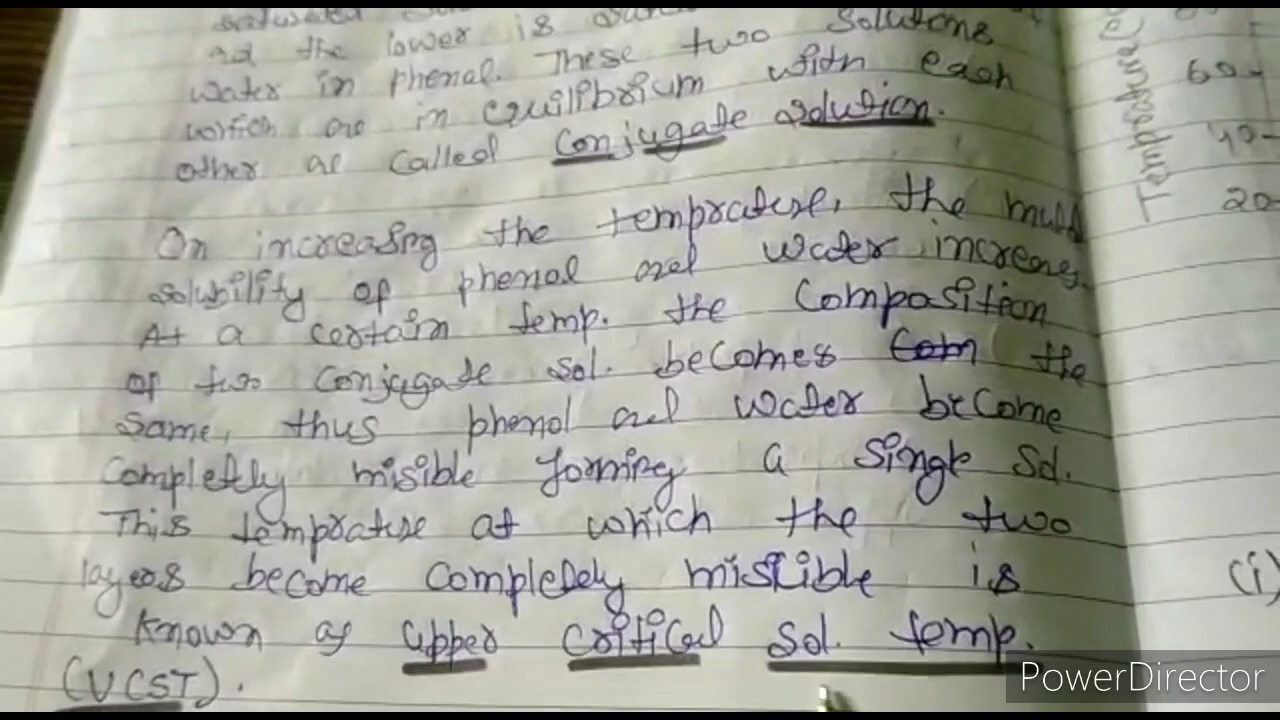 ad the lower is
water in phenol. These two solutions
which are in equilibrium with each
other ar called conjugate solution.
On increasing the temprature, the
solubility of phenol and water increases.
At a certain temp. the composition
of two conjugate sol. becomes com the
same, thus phenol and water become
completly misible forming a single sol.
This temprature at which the two
layers become completely miscible is
known as upper critical sol. temp.
(UCST).
Temperature
60-
40-
20-
(i)
PowerDirector